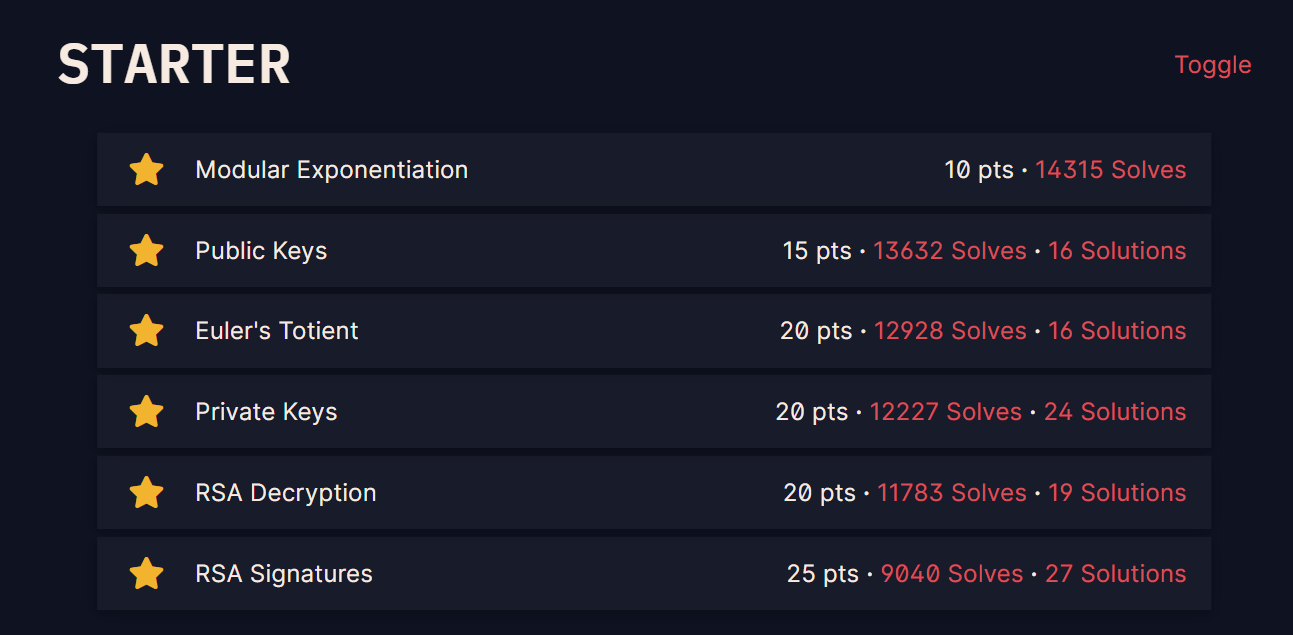 STARTER
Toggle
Modular Exponentiation 10 pts · 14315 Solves
Public Keys 15 pts · 13632 Solves · 16 Solutions
Euler's Totient 20 pts · 12928 Solves · 16 Solutions
Private Keys 20 pts · 12227 Solves · 24 Solutions
RSA Decryption 20 pts · 11783 Solves · 19 Solutions
RSA Signatures 25 pts · 9040 Solves · 27 Solutions